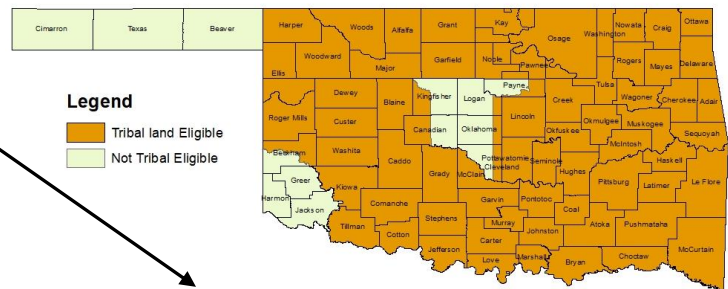 Cimarron Texas Beaver Harper Woods Alfalfa Grant Kay Nowata Craig Ottawa
Osage Washington
Woodward Major Garfield Noble Pawnee Rogers Mayes Delaware
Ellis Payne Tulsa
Legend
Dewey Blaine Kingfisher Logan Creek Wagoner Cherokee Adair
Tribal land Eligible
Roger Mills Custer Canadian Oklahoma Lincoln Okfuskee Okmulgee Muskogee
Not Tribal Eligible
Washita McIntosh Sequoyah
Beckham Caddo Pottawatomie Seminole Haskell
Greer Kiowa Grady McClain Cleveland Hughes Pittsburg Latimer Le Flore
Harmon Jackson Comanche Garvin Pontotoc Coal
Tillman Cotton Stephens Murray Johnston Atoka Pushmataha
Jefferson Carter McCurtain
Love Marshall Bryan Choctaw